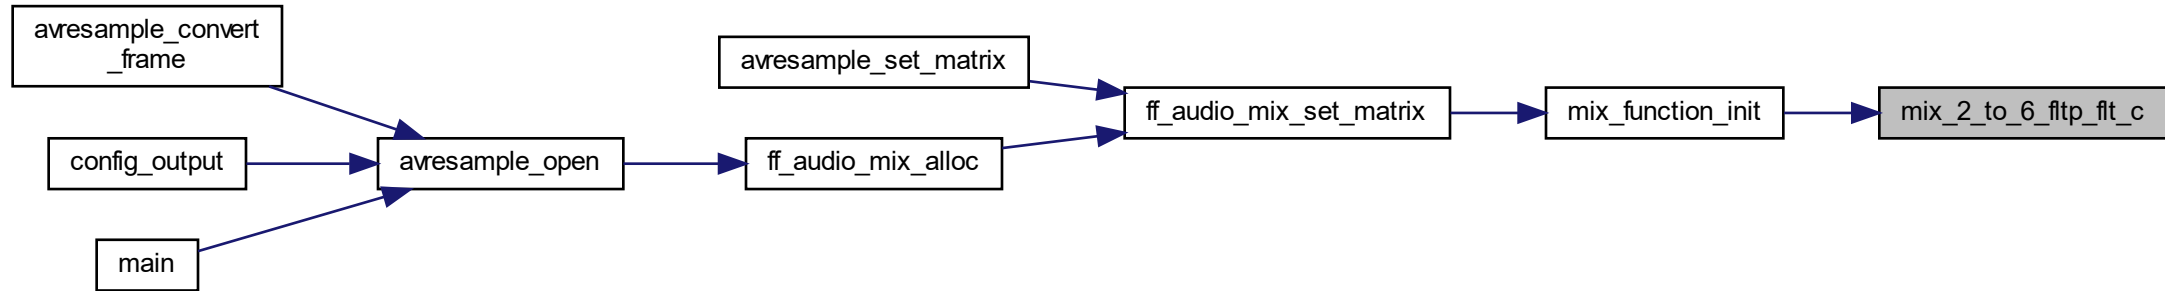 avresample_convert
_frame
config_output
main
avresample_open
avresample_set_matrix
ff_audio_mix_alloc
ff_audio_mix_set_matrix
mix_function_init
mix_2_to_6_fltp_flt_c